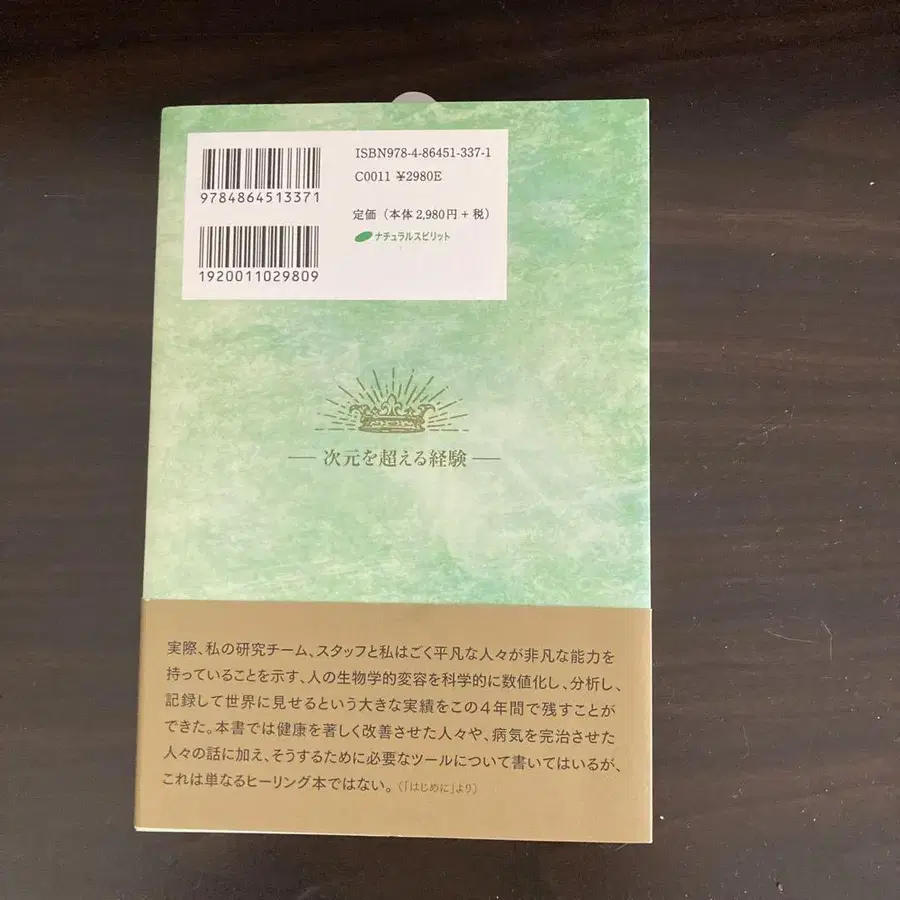 ISBN978-4-86451-337-1
C0011 ¥2980E
9784864513371
定価（本体2,980円+税）
ナチュラルスピリット
1920011029809
― 次元を超える経験 ―
実際、私の研究チーム、スタッフと私はごく平凡な人々が非凡な能力を
持っていることを示す、人の生物学的変容を科学的に数値化し、分析し、
記録して世界に見せるという大きな実績をこの4年間で残すことが
できた。本書では健康を著しく改善させた人々や、病気を完治させた
人々の話に加え、そうするために必要なツールについて書いてはいるが、
これは単なるヒーリング本ではない。（「はじめに」より）